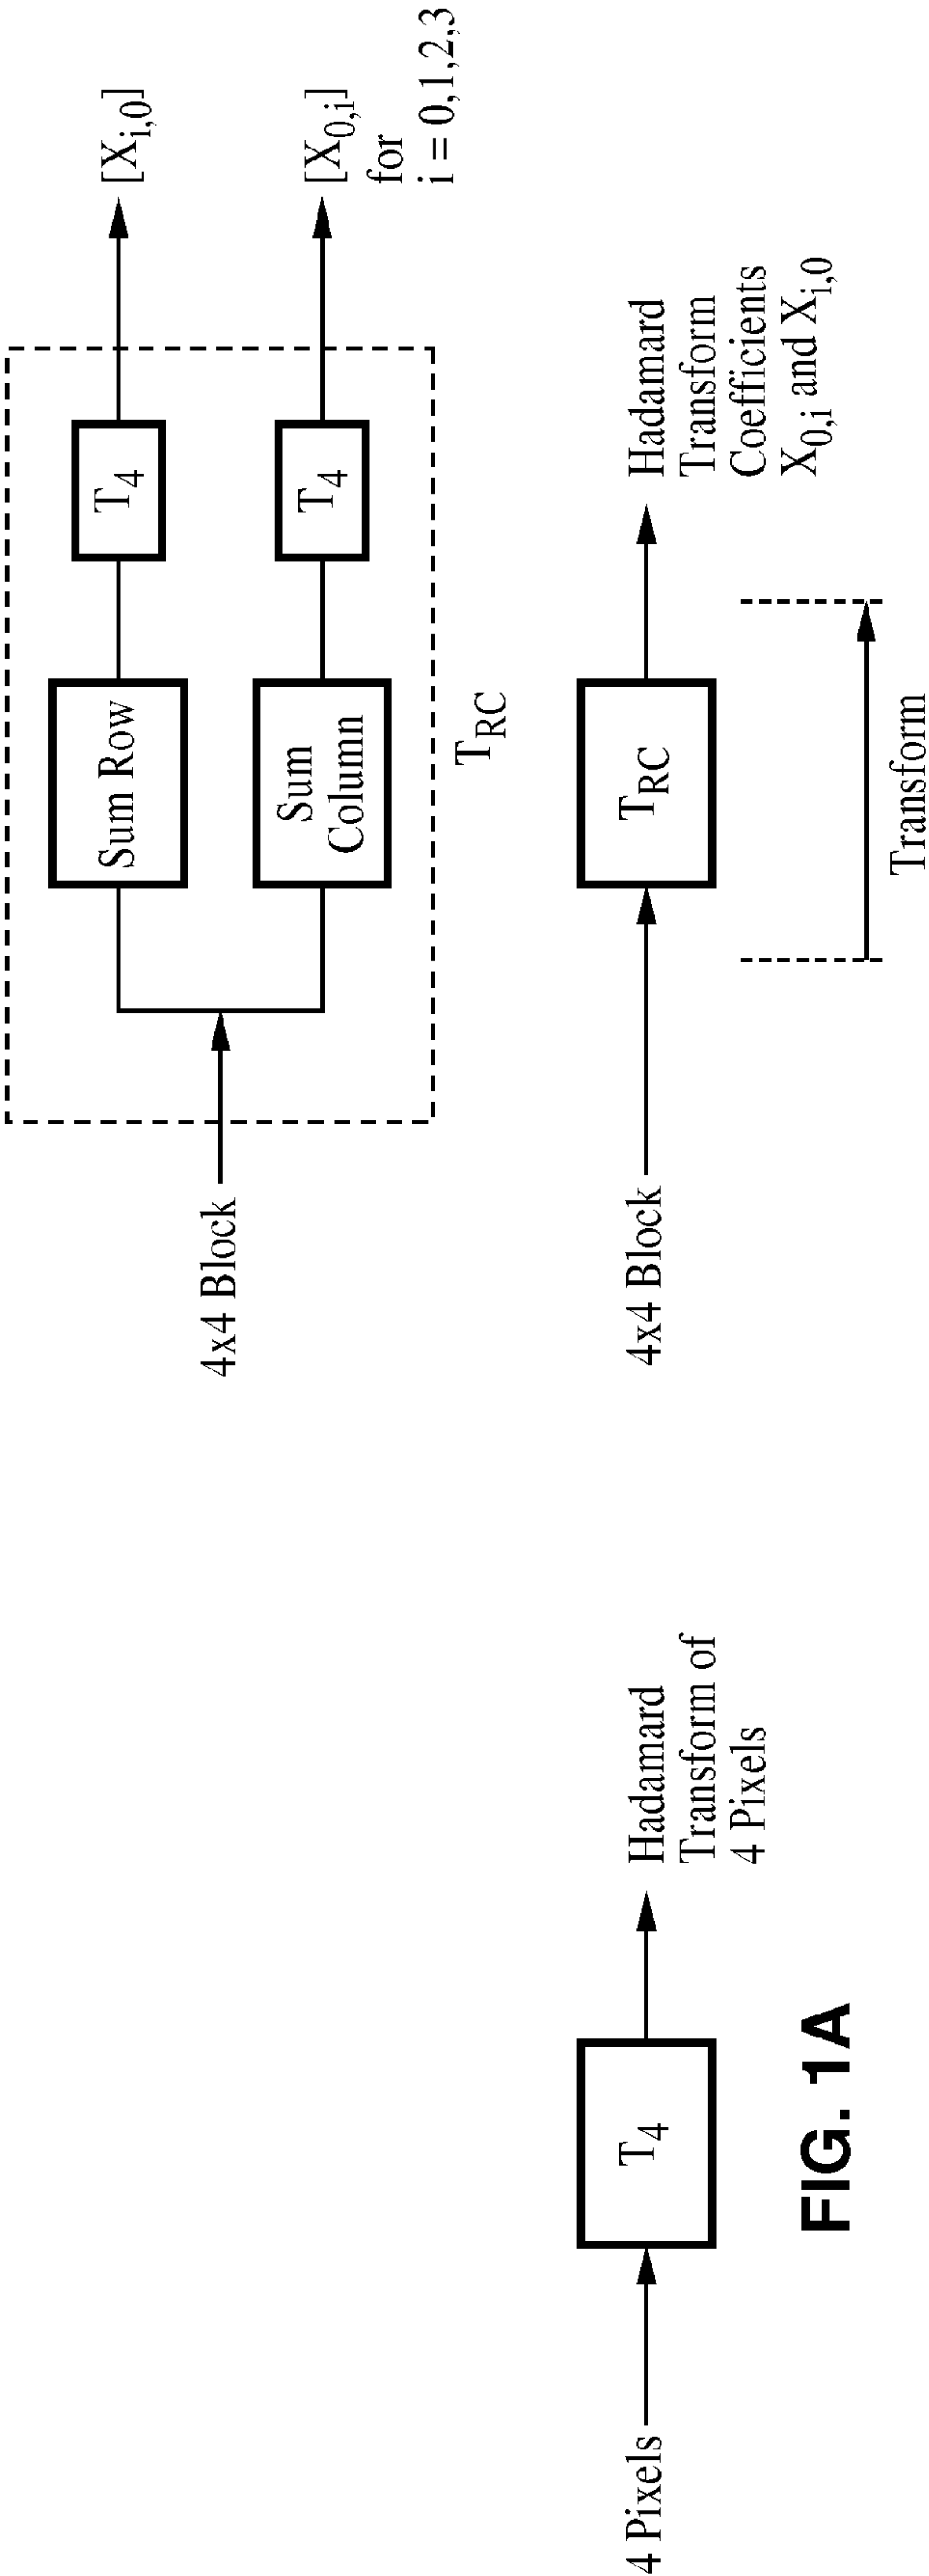 4 Pixels
T4
Hadamard
Transform of
4 Pixels
FIG. 1A
4x4 Block
Sum Row
T4
[Xi,0]
Sum
Column
T4
[X0,i]
for
i = 0,1,2,3
TRC
4x4 Block
TRC
Hadamard
Transform
Coefficients
X0,i and Xi,0
Transform